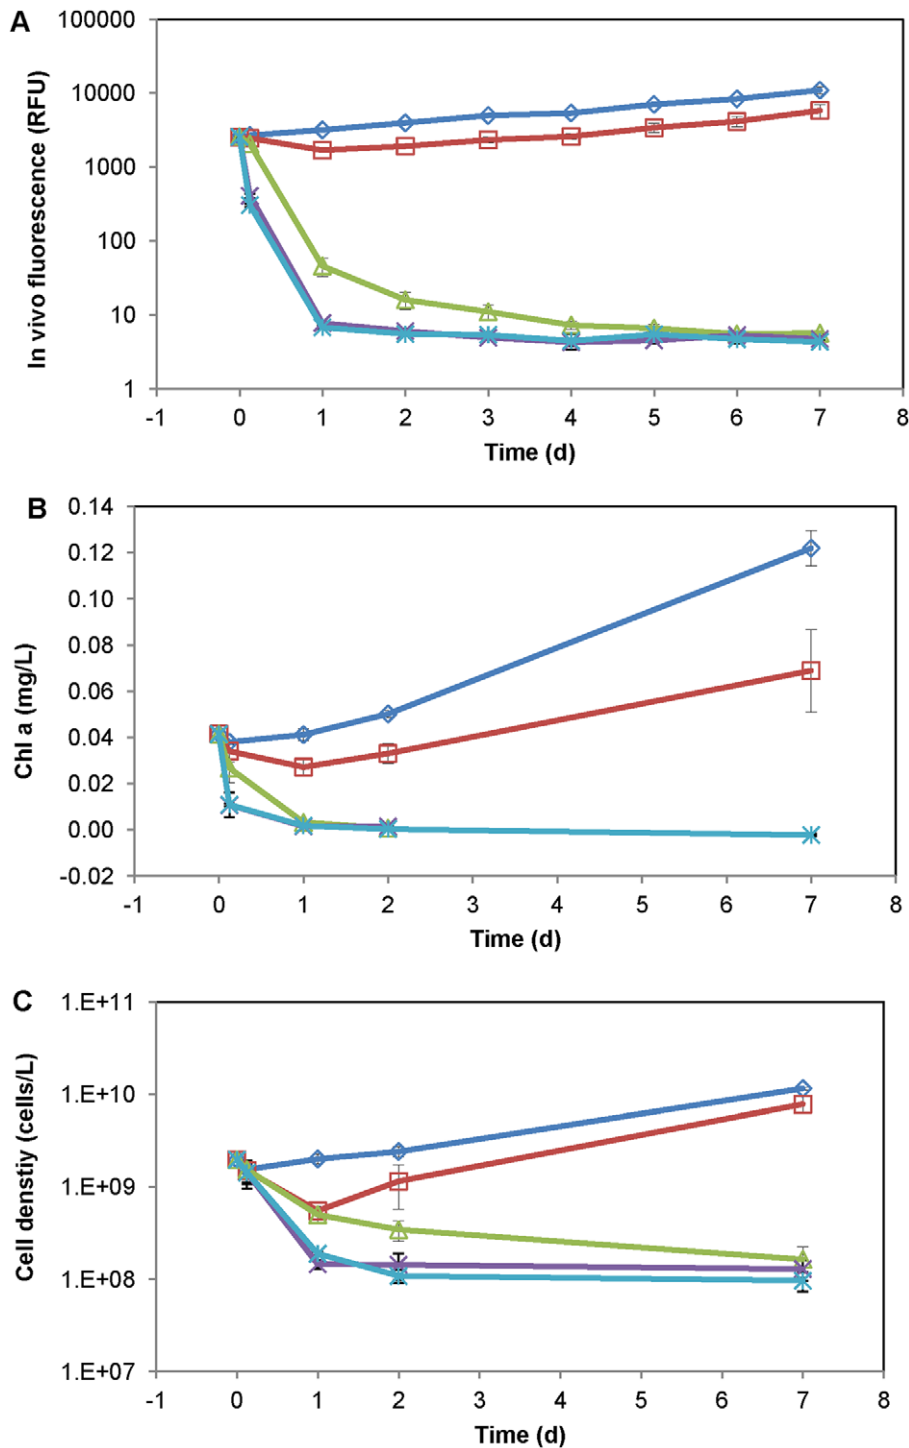 A
100000
10000
1000
100
10
1
In vivo fluorescence (RFU)
-1 0 1 2 3 4 5 6 7 8
Time (d)
B
0.14
0.12
0.10
0.08
0.06
0.04
0.02
0.00
-0.02
Chl a (mg/L)
-1 0 1 2 3 4 5 6 7 8
Time (d)
C
1.E+11
1.E+10
1.E+09
1.E+08
1.E+07
Cell denstiy (cells/L)
-1 0 1 2 3 4 5 6 7 8
Time (d)